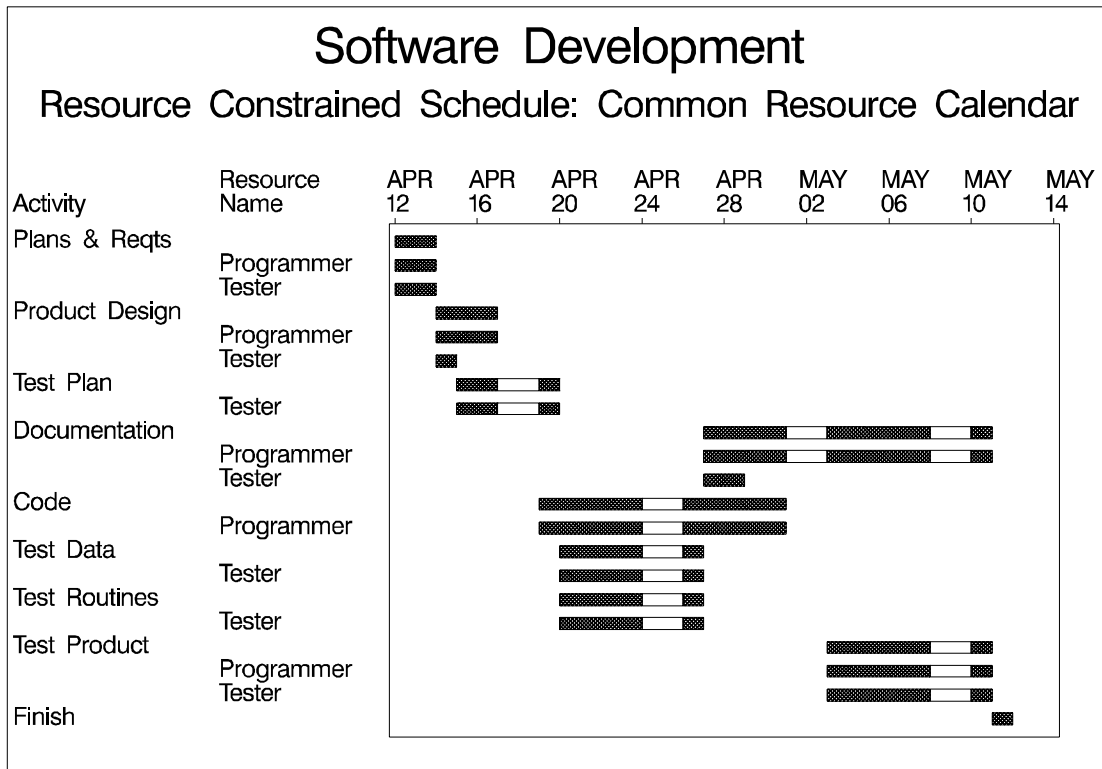 Software Development
Resource Constrained Schedule: Common Resource Calendar
Resource APR APR APR APR APR MAY MAY MAY MAY
Activity Name 12 16 20 24 28 02 06 10 14
Plans & Reqts
Programmer
Tester
Product Design
Programmer
Tester
Test Plan
Tester
Documentation
Programmer
Tester
Code
Programmer
Test Data
Tester
Test Routines
Tester
Test Product
Programmer
Tester
Finish